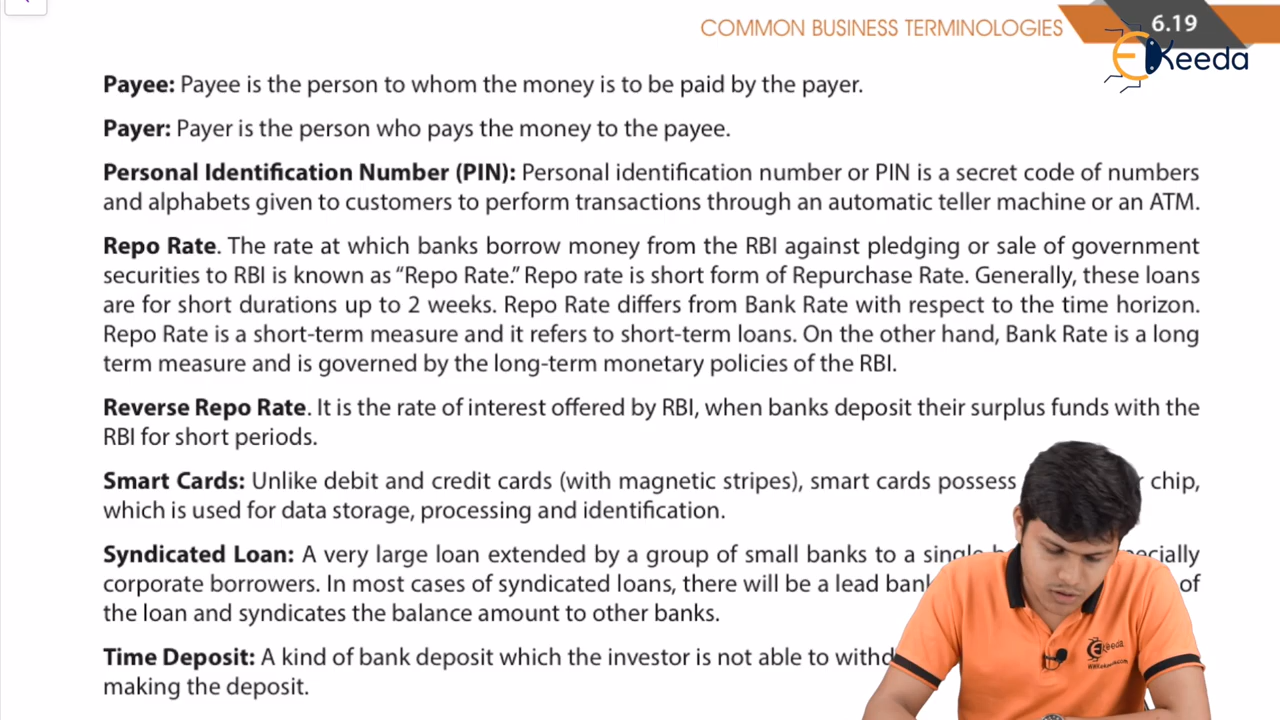 COMMON BUSINESS TERMINOLOGIES 6.19
Keeda
Payee: Payee is the person to whom the money is to be paid by the payer.
Payer: Payer is the person who pays the money to the payee.
Personal Identification Number (PIN): Personal identification number or PIN is a secret code of numbers
and alphabets given to customers to perform transactions through an automatic teller machine or an ATM.
Repo Rate. The rate at which banks borrow money from the RBI against pledging or sale of government
securities to RBI is known as “Repo Rate.” Repo rate is short form of Repurchase Rate. Generally, these loans
are for short durations up to 2 weeks. Repo Rate differs from Bank Rate with respect to the time horizon.
Repo Rate is a short-term measure and it refers to short-term loans. On the other hand, Bank Rate is a long
term measure and is governed by the long-term monetary policies of the RBI.
Reverse Repo Rate. It is the rate of interest offered by RBI, when banks deposit their surplus funds with the
RBI for short periods.
Smart Cards: Unlike debit and credit cards (with magnetic stripes), smart cards possess chip,
which is used for data storage, processing and identification.
Syndicated Loan: A very large loan extended by a group of small banks to a single
corporate borrowers. In most cases of syndicated loans, there will be a lead bank of
the loan and syndicates the balance amount to other banks.
Time Deposit: A kind of bank deposit which the investor is not able to
making the deposit.